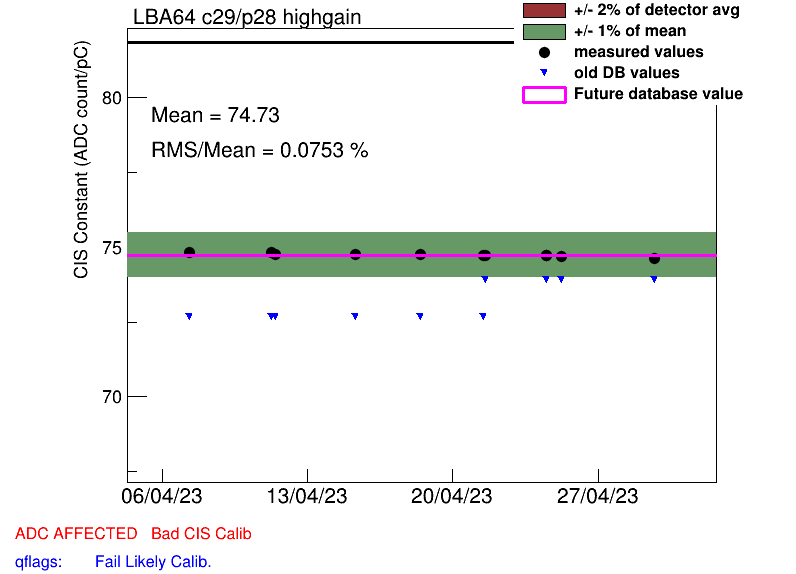 LBA64 c29/p28 highgain
+/- 2% of detector avg
+/- 1% of mean
measured values
old DB values
Future database value
CIS Constant (ADC count/pC)
80
Mean = 74.73
RMS/Mean = 0.0753 %
75
70
06/04/23 13/04/23 20/04/23 27/04/23
ADC AFFECTED Bad CIS Calib
qflags: Fail Likely Calib.